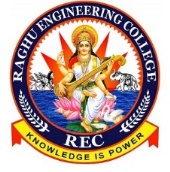 RAGHU ENGINEERING COLLEGE
REC
KNOWLEDGE IS POWER